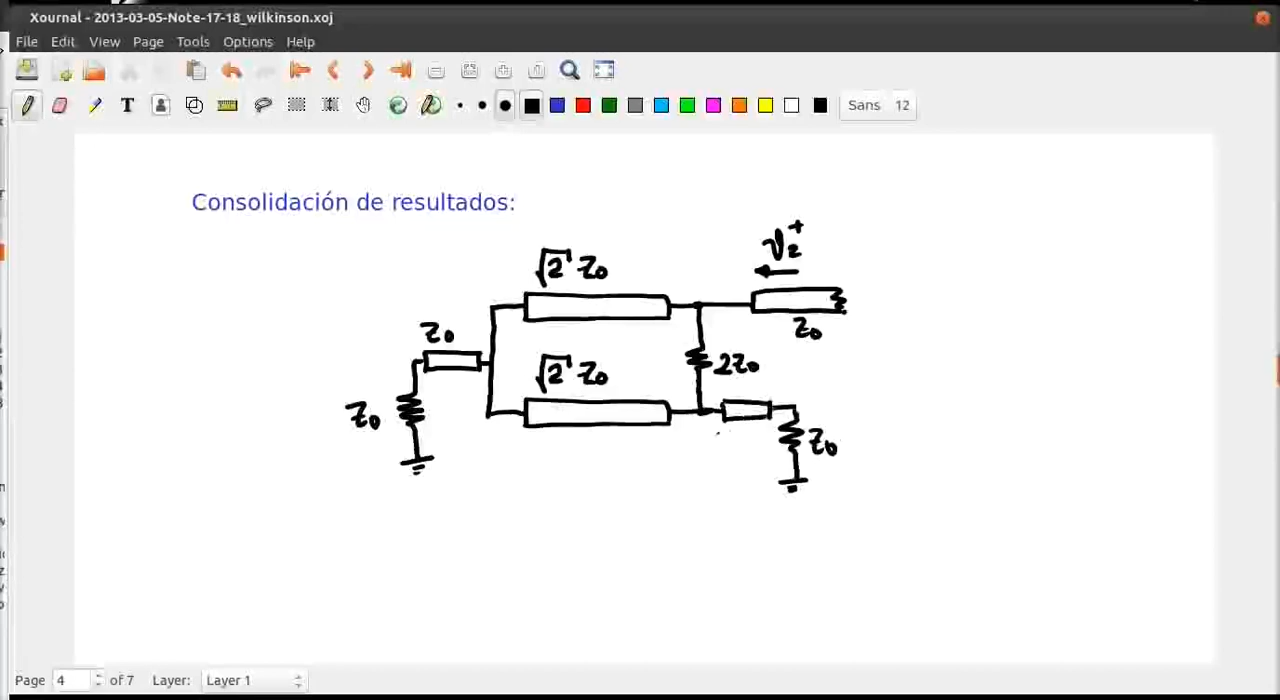 Xournal - 2013-03-05-Note-17-18_wilkinson.xoj
File Edit View Page Tools Options Help
Sans 12
Consolidación de resultados:
V₂⁺
√2 Z₀
Z₀
Z₀
√2 Z₀
2Z₀
Z₀
Z₀
Page 4 of 7 Layer: Layer 1